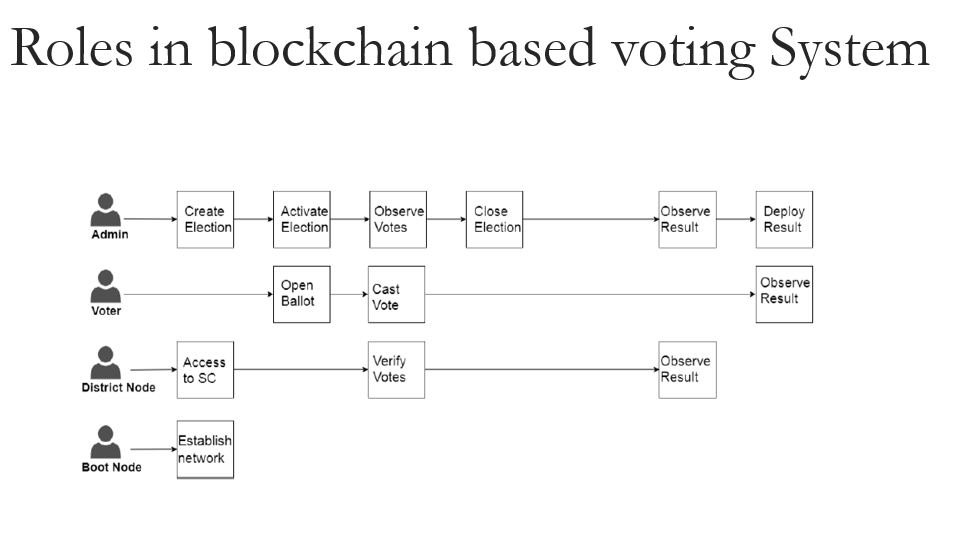 Roles in blockchain based voting System
Admin
Create
Election
Activate
Election
Observe
Votes
Close
Election
Observe
Result
Deploy
Result
Voter
Open
Ballot
Cast
Vote
Observe
Result
District Node
Access
to SC
Verify
Votes
Observe
Result
Boot Node
Establish
network